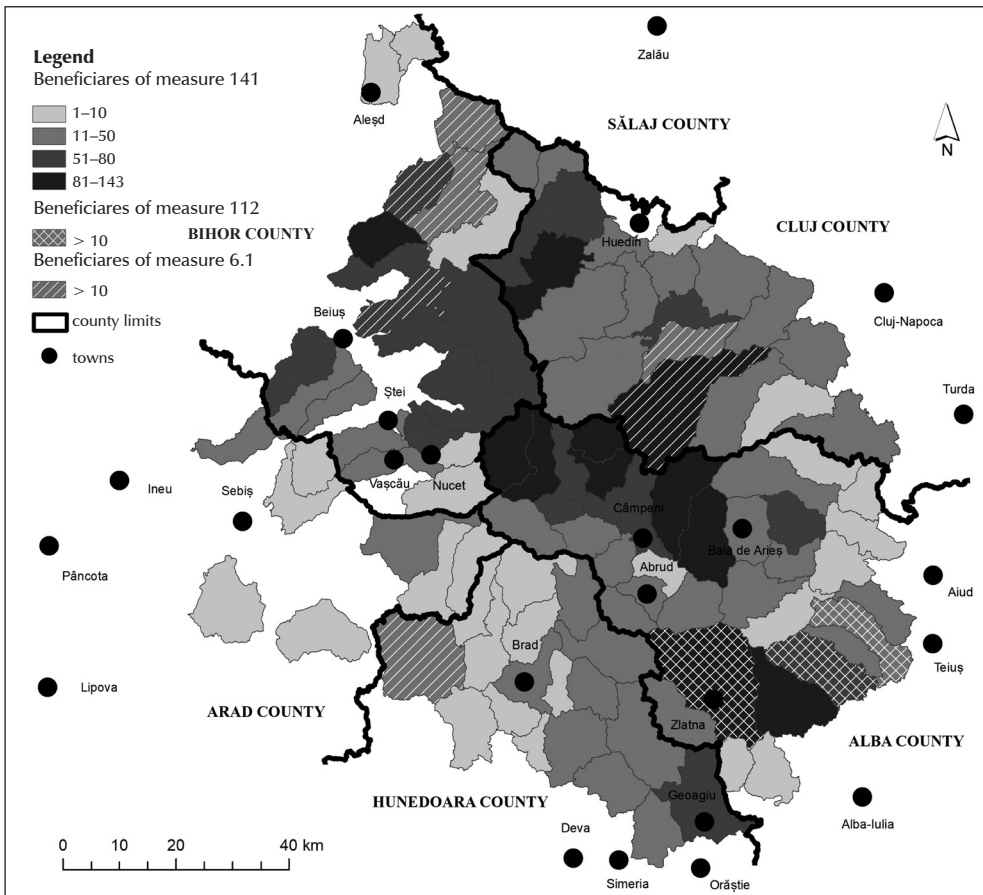 Legend
Beneficiares of measure 141
1–10
11–50
51–80
81–143
Beneficiares of measure 112
> 10
Beneficiares of measure 6.1
> 10
county limits
towns
Zalău
Aleșd
SĂLAJ COUNTY
N
BIHOR COUNTY
Huedin
CLUJ COUNTY
Cluj-Napoca
Beiuș
Ștei
Turda
Vașcău
Nucet
Ineu
Sebiș
Câmpeni
Baia de Arieș
Pâncota
Abrud
Aiud
Brad
Teiuș
Lipova
ARAD COUNTY
Zlatna
ALBA COUNTY
HUNEDOARA COUNTY
Geoagiu
Alba-Iulia
Deva
Simeria
Orăștie
0 10 20 40 km